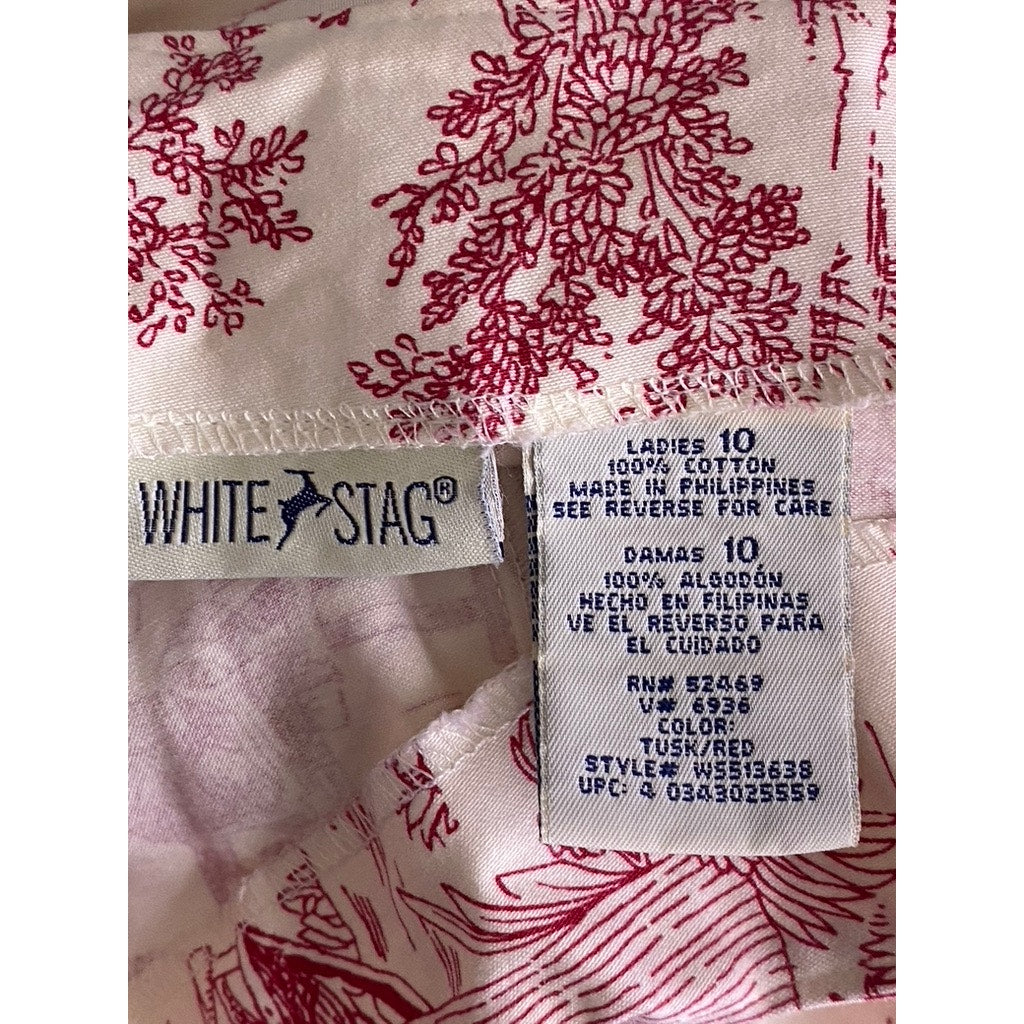 WHITE STAG®
LADIES 10
100% COTTON
MADE IN PHILIPPINES
SEE REVERSE FOR CARE
DAMAS 10
100% ALGODÓN
HECHO EN FILIPINAS
VE EL REVERSO PARA
EL CUIDADO
RN# 52469
V# 6936
COLOR:
TUSK/RED
STYLE# WS513638
UPC: 4 0343025559